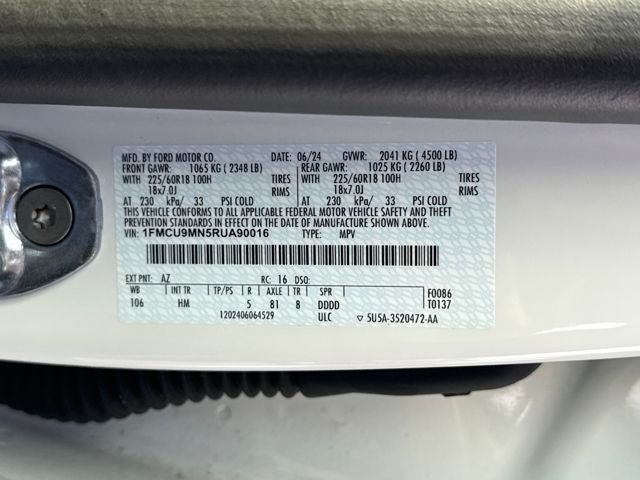 MFD. BY FORD MOTOR CO. DATE: 06/24 GVWR: 2041 KG ( 4500 LB)
FRONT GAWR: 1065 KG ( 2348 LB) REAR GAWR: 1025 KG ( 2260 LB)
WITH 225/60R18 100H TIRES WITH 225/60R18 100H TIRES
18x7.0J RIMS 18x7.0J RIMS
AT 230 kPa/ 33 PSI COLD AT 230 kPa/ 33 PSI COLD
THIS VEHICLE CONFORMS TO ALL APPLICABLE FEDERAL MOTOR VEHICLE SAFETY AND THEFT PREVENTION STANDARDS IN EFFECT ON THE DATE OF MANUFACTURE SHOWN ABOVE.
VIN: 1FMCU9MN5RUA90016 TYPE: MPV
EXT PNT: AZ RC: 16 DSO:
WB INT TR TP/PS R AXLE TR SPR F0086
106 HM 5 81 8 DDDD T0137
1202406064529 ULC 5U5A-3520472-AA